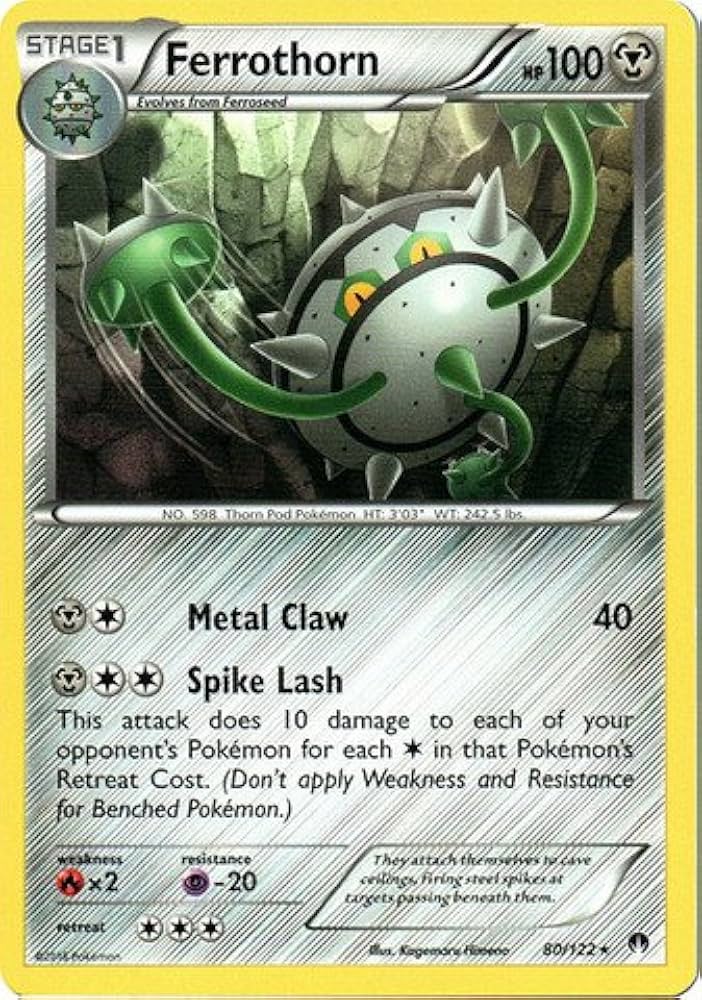 STAGE1
Ferrothorn
HP100
Evolves from Ferroseed
NO. 598 Thorn Pod Pokémon HT: 3'03" WT: 242.5 lbs.
Metal Claw 40
Spike Lash
This attack does 10 damage to each of your
opponent's Pokémon for each in that Pokémon's
Retreat Cost. (Don't apply Weakness and Resistance
for Benched Pokémon.)
weakness resistance
×2 -20
They attach themselves to cave
ceilings, firing steel spikes at
targets passing beneath them.
retreat
©2016 Pokémon Illus. Kagemaru Himeno 80/122★